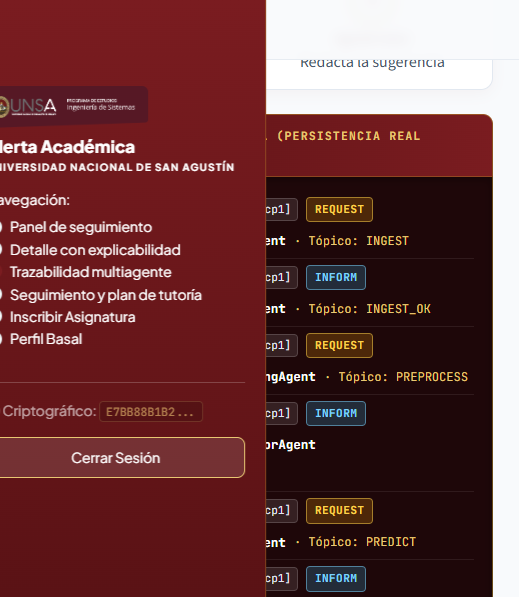 UNSA
PROGRAMA DE ESTUDIOS
Ingeniería de Sistemas
lerta Académica
NIVERSIDAD NACIONAL DE SAN AGUSTÍN
avegación:
Panel de seguimiento
Detalle con explicabilidad
Trazabilidad multiagente
Seguimiento y plan de tutoría
Inscribir Asignatura
Perfil Basal
Criptográfico: E7BB88B1B2...
Cerrar Sesión
Redacta la sugerencia
(PERSISTENCIA REAL
cp1] REQUEST
ent · Tópico: INGEST
cp1] INFORM
ent · Tópico: INGEST_OK
cp1] REQUEST
ngAgent · Tópico: PREPROCESS
cp1] INFORM
orAgent
cp1] REQUEST
ent · Tópico: PREDICT
cp1] INFORM